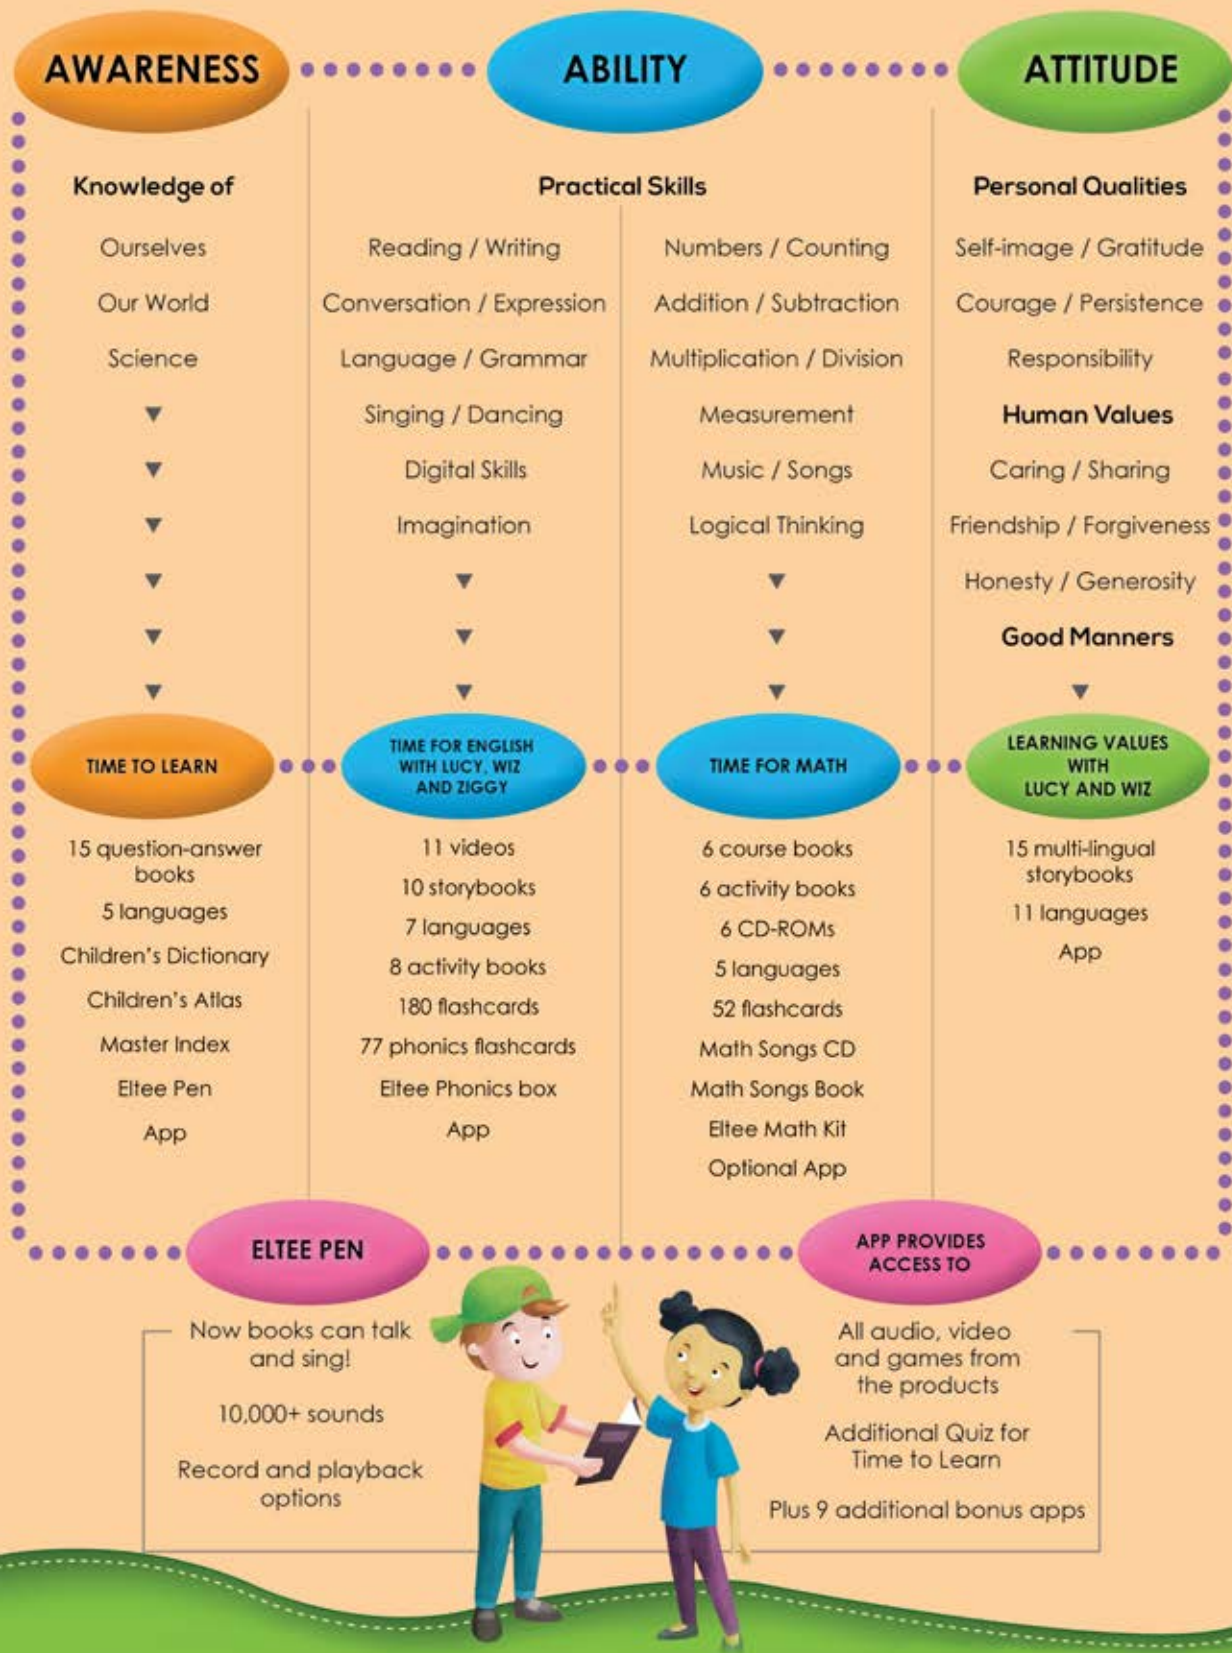 AWARENESS
ABILITY
ATTITUDE
Knowledge of
Ourselves
Our World
Science
Practical Skills
Reading / Writing
Conversation / Expression
Language / Grammar
Singing / Dancing
Digital Skills
Imagination
Numbers / Counting
Addition / Subtraction
Multiplication / Division
Measurement
Music / Songs
Logical Thinking
Personal Qualities
Self-image / Gratitude
Courage / Persistence
Responsibility
Human Values
Caring / Sharing
Friendship / Forgiveness
Honesty / Generosity
Good Manners
TIME TO LEARN
15 question-answer
books
5 languages
Children's Dictionary
Children's Atlas
Master Index
Eltee Pen
App
TIME FOR ENGLISH
WITH LUCY, WIZ
AND ZIGGY
11 videos
10 storybooks
7 languages
8 activity books
180 flashcards
77 phonics flashcards
Eltee Phonics box
App
TIME FOR MATH
6 course books
6 activity books
6 CD-ROMs
5 languages
52 flashcards
Math Songs CD
Math Songs Book
Eltee Math Kit
Optional App
LEARNING VALUES
WITH
LUCY AND WIZ
15 multi-lingual
storybooks
11 languages
App
ELTEE PEN
Now books can talk
and sing!
10,000+ sounds
Record and playback
options
APP PROVIDES
ACCESS TO
All audio, video
and games from
the products
Additional Quiz for
Time to Learn
Plus 9 additional bonus apps